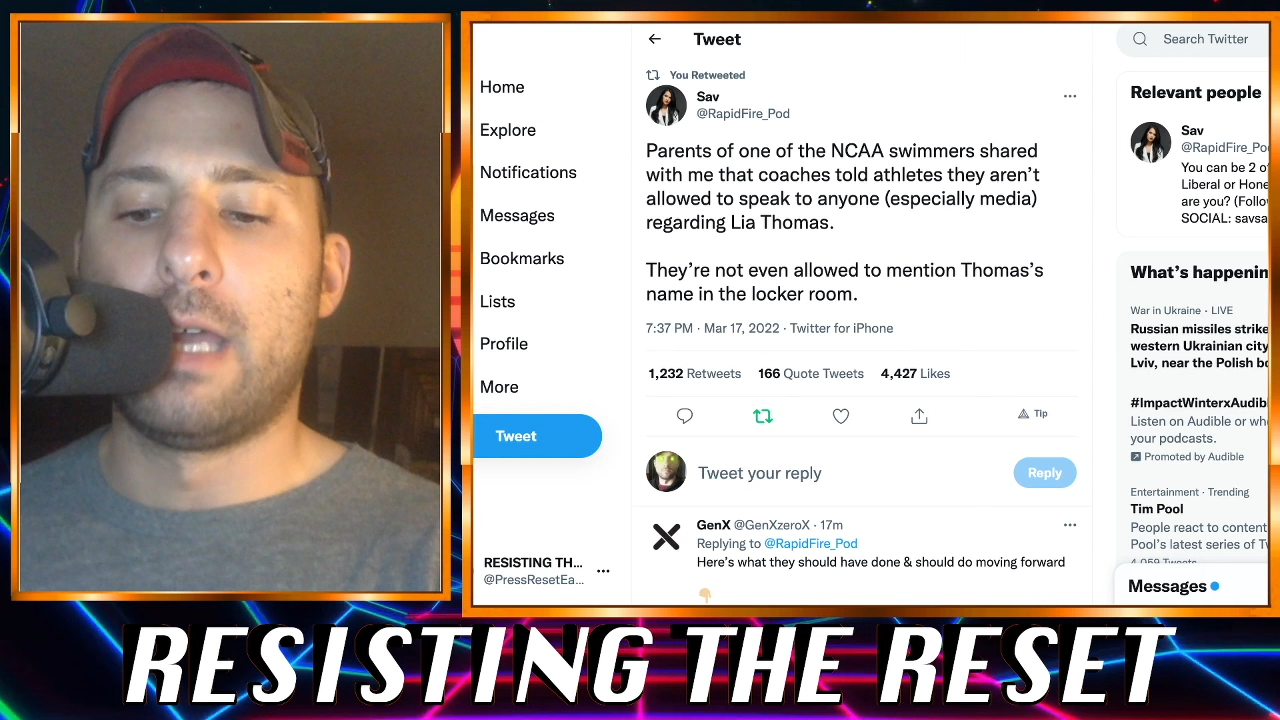 Home
Explore
Notifications
Messages
Bookmarks
Lists
Profile
More
Tweet
RESISTING TH...
@PressResetEa...
Tweet
You Retweeted
Sav
@RapidFire_Pod
Parents of one of the NCAA swimmers shared
with me that coaches told athletes they aren’t
allowed to speak to anyone (especially media)
regarding Lia Thomas.
They’re not even allowed to mention Thomas’s
name in the locker room.
7:37 PM · Mar 17, 2022 · Twitter for iPhone
1,232 Retweets 166 Quote Tweets 4,427 Likes
Tip
Tweet your reply
Reply
GenX @GenXzeroX · 17m
Replying to @RapidFire_Pod
Here’s what they should have done & should do moving forward
Search Twitter
Relevant people
Sav
@RapidFire_Po
You can be 2 o
Liberal or Hone
are you? (Follo
SOCIAL: savsa
What’s happenin
War in Ukraine · LIVE
Russian missiles strike
western Ukrainian city
Lviv, near the Polish bo
#ImpactWinterxAudib
Listen on Audible or whe
your podcasts.
Promoted by Audible
Entertainment · Trending
Tim Pool
People react to content
Pool’s latest series of Tw
4,059 Tweets
Messages
RESISTING THE RESET